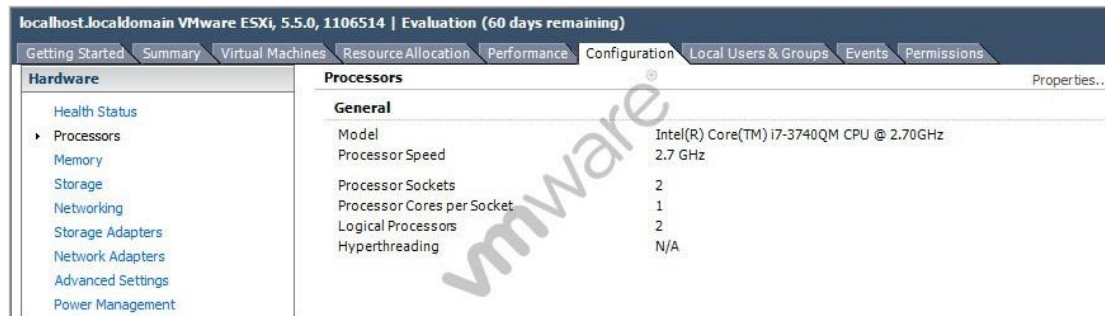 localhost.localdomain VMware ESXi, 5.5.0, 1106514 | Evaluation (60 days remaining)
Getting Started Summary Virtual Machines Resource Allocation Performance Configuration Local Users & Groups Events Permissions
Hardware
Health Status
Processors
Memory
Storage
Networking
Storage Adapters
Network Adapters
Advanced Settings
Power Management
Processors
Properties..
General
Model Intel(R) Core(TM) i7-3740QM CPU @ 2.70GHz
Processor Speed 2.7 GHz
Processor Sockets 2
Processor Cores per Socket 1
Logical Processors 2
Hyperthreading N/A
vmware®